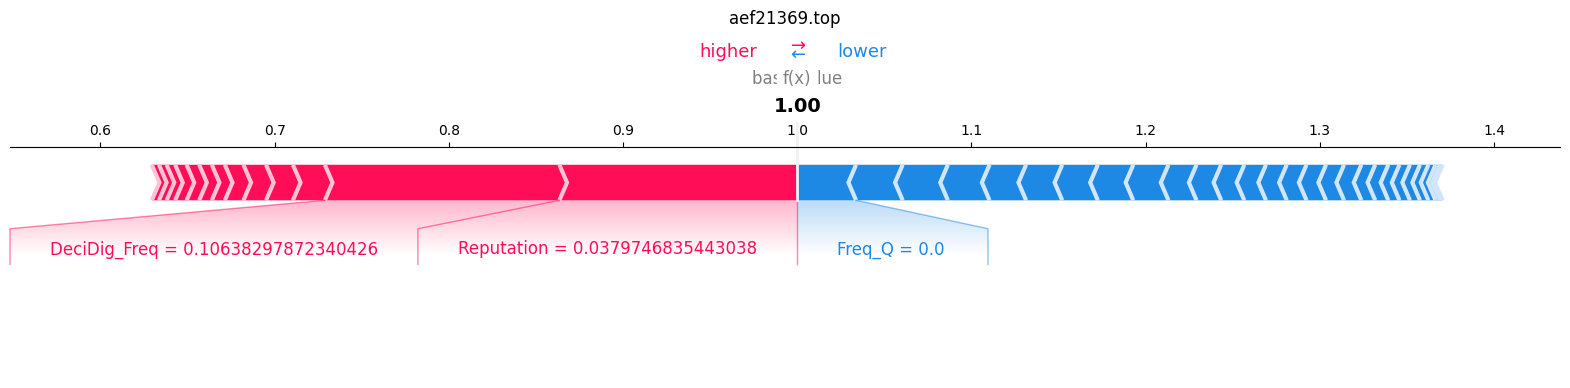 aef21369.top
higher ⇄ lower
bas f(x) lue
1.00
0.6 0.7 0.8 0.9 1 0 1.1 1.2 1.3 1.4
DeciDig_Freq = 0.10638297872340426 Reputation = 0.0379746835443038 Freq_Q = 0.0